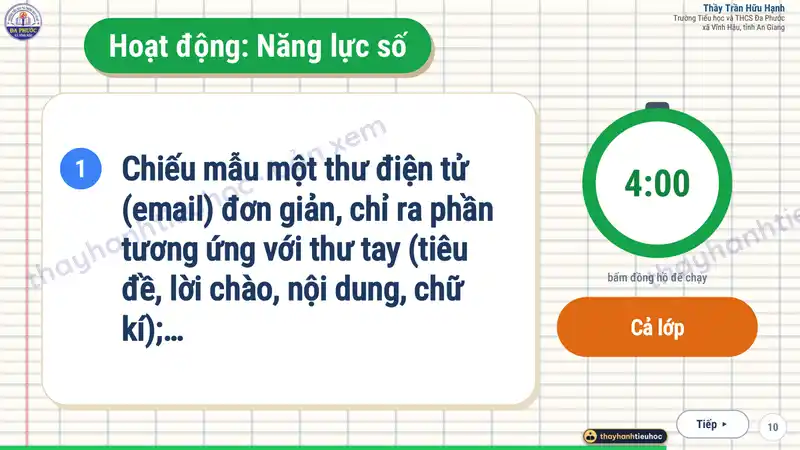 Thầy Trần Hữu Hạnh
Trường Tiểu học và THCS Đa Phước
xã Vĩnh Hậu, tỉnh An Giang
ĐA PHƯỚC
Hoạt động: Năng lực số
1
Chiếu mẫu một thư điện tử
(email) đơn giản, chỉ ra phần
tương ứng với thư tay (tiêu
đề, lời chào, nội dung, chữ
kí);...
4:00
bấm đồng hồ để chạy
Cả lớp
Tiếp ▸
10
thayhanhtieuhoc